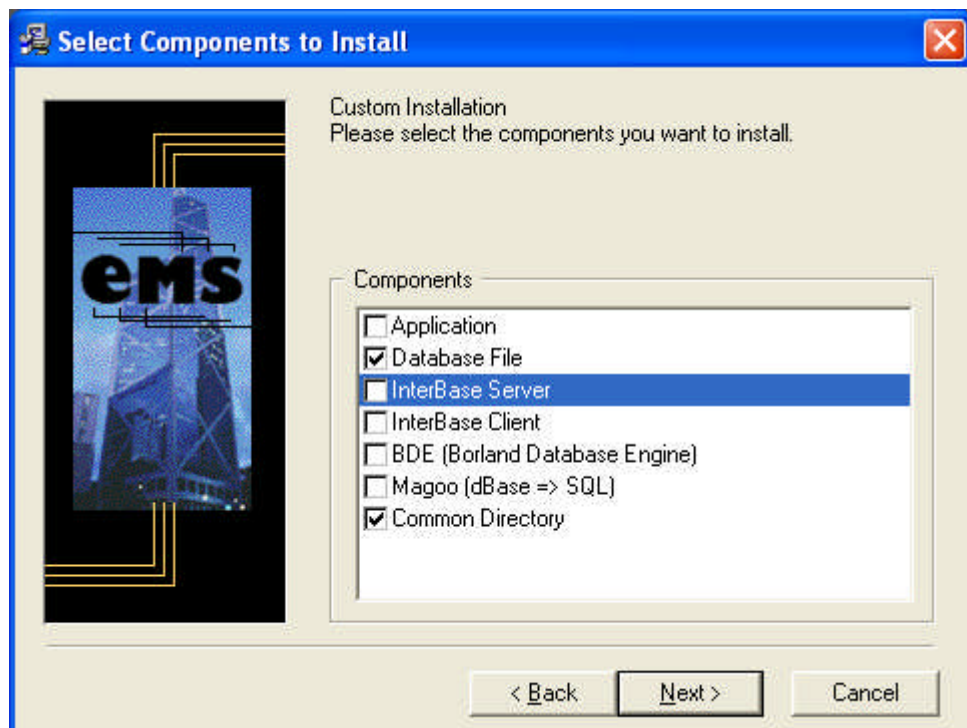 Select Components to Install
Custom Installation
Please select the components you want to install.
ems
Components
Application
Database File
InterBase Server
InterBase Client
BDE (Borland Database Engine)
Magoo (dBase => SQL)
Common Directory
< Back
Next >
Cancel